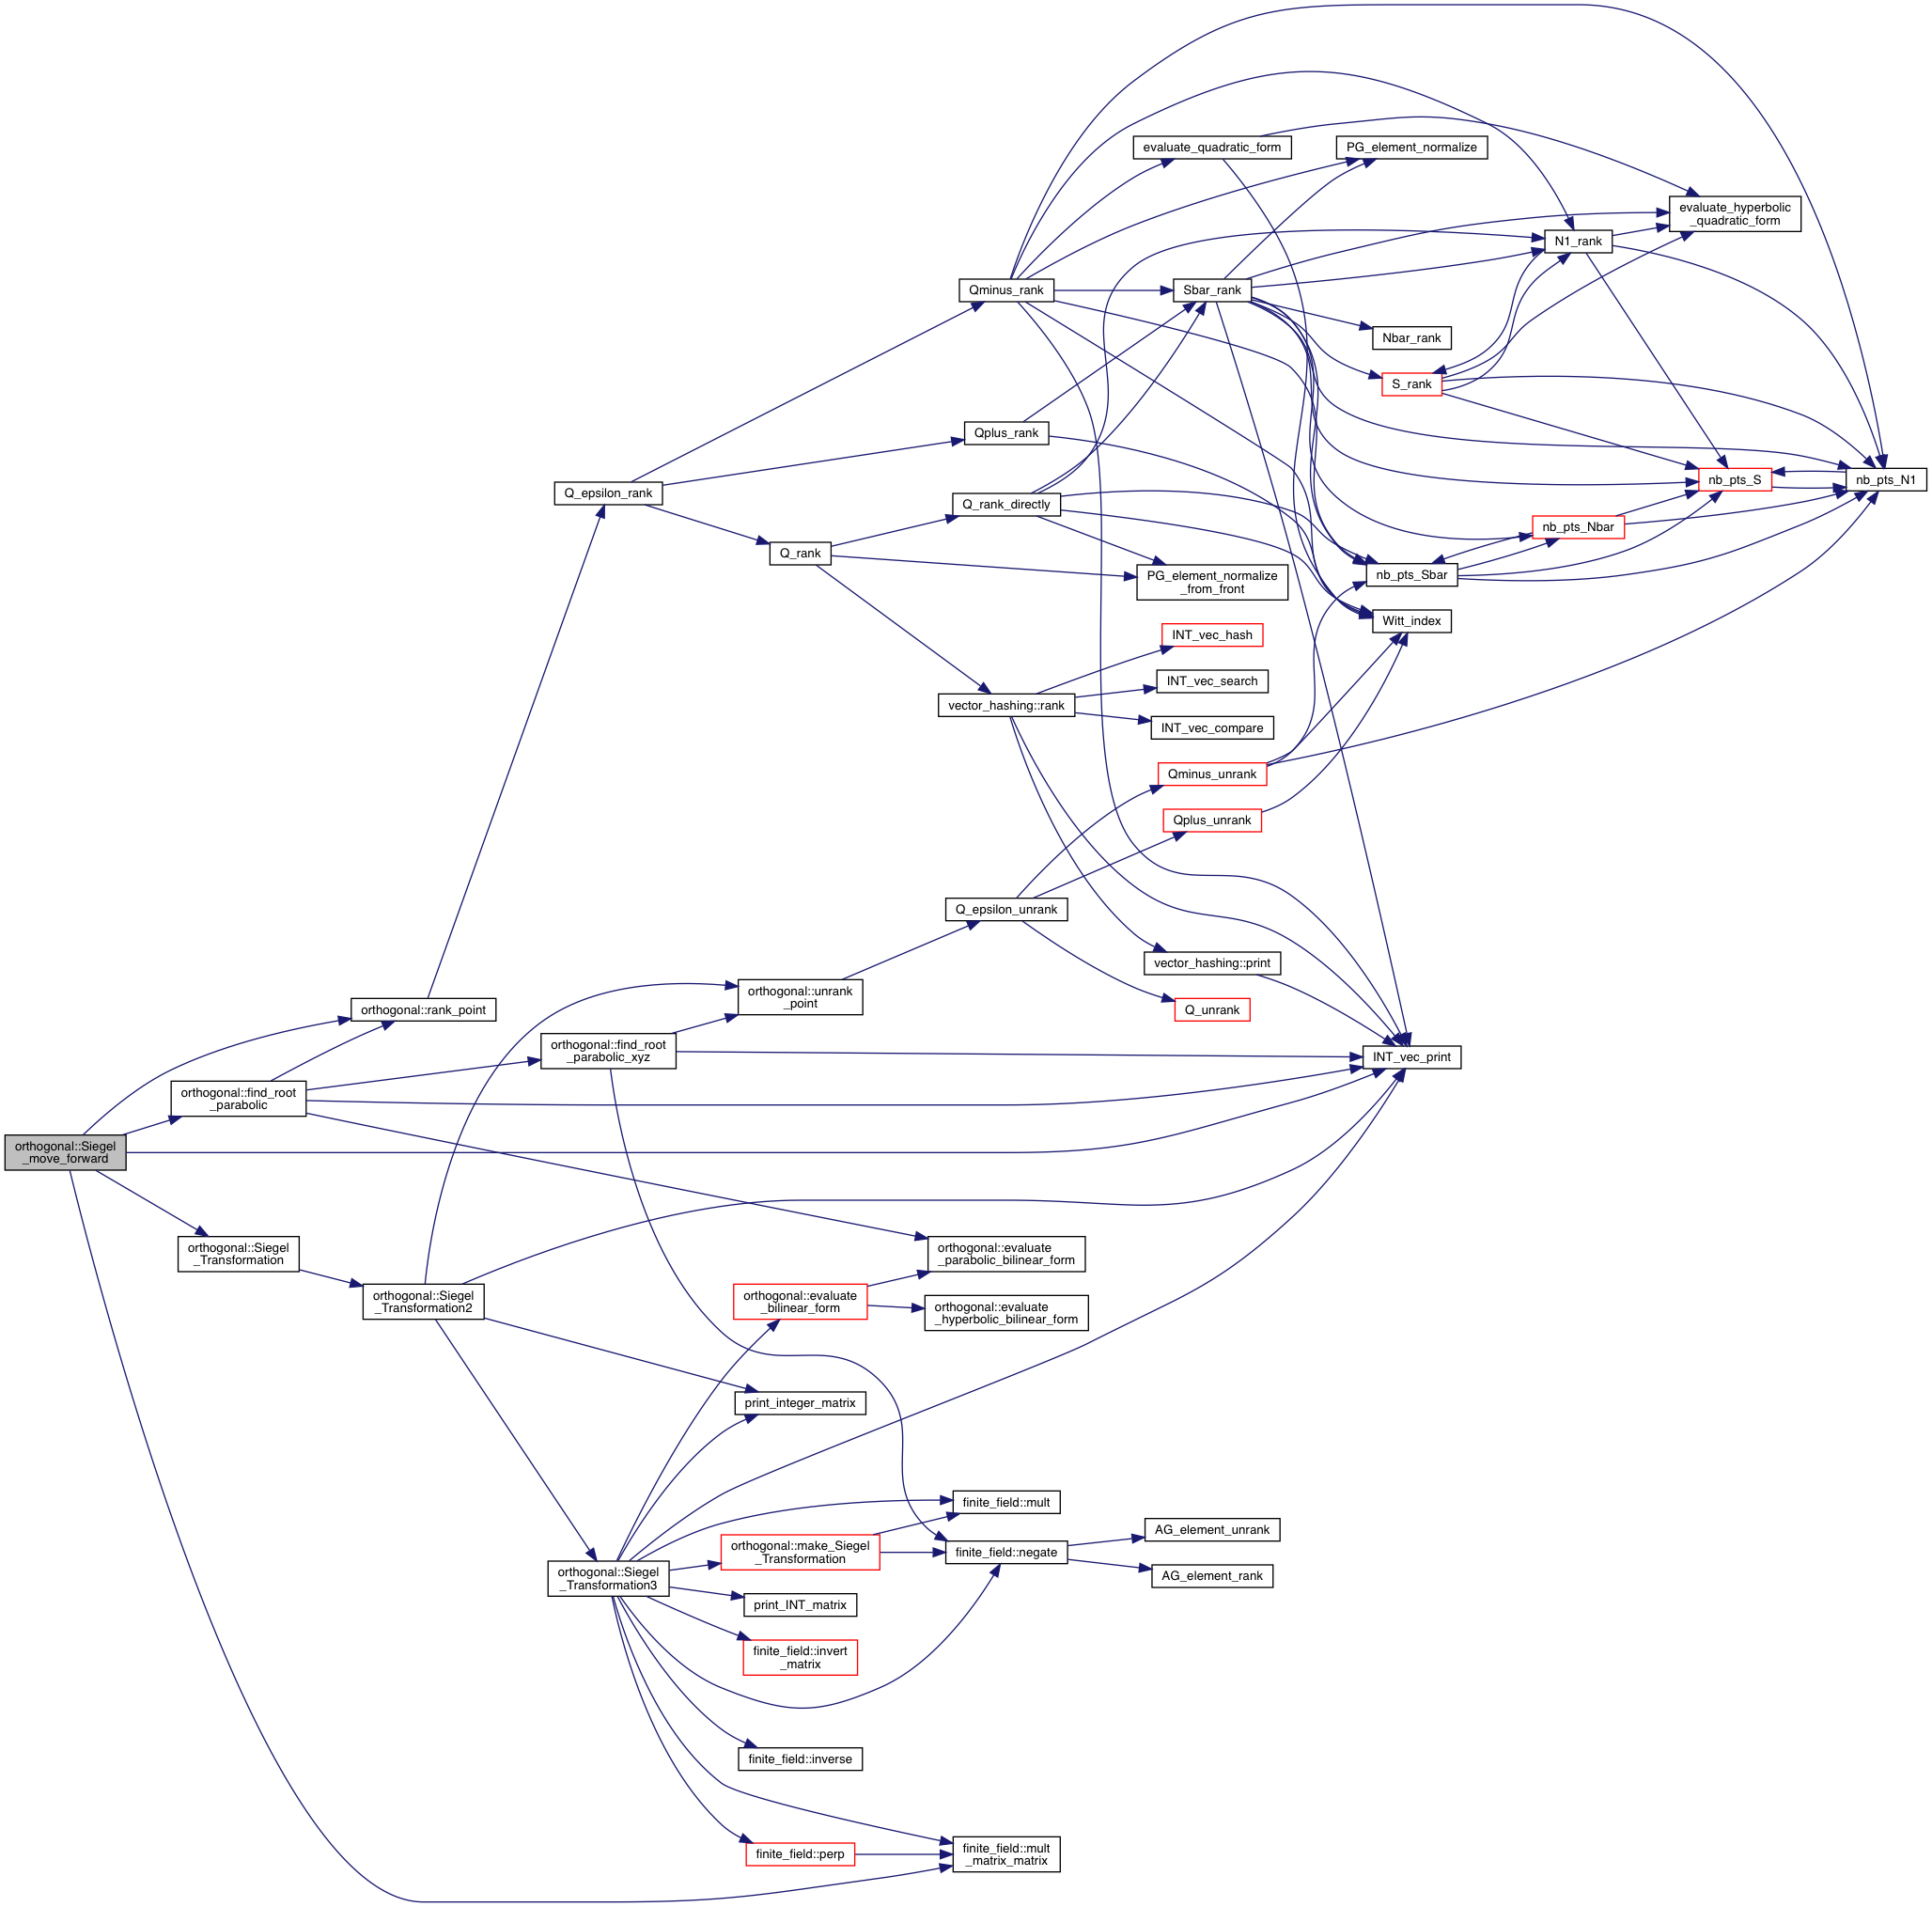 orthogonal::Siegel
_move_forward
orthogonal::rank_point
orthogonal::find_root
_parabolic
orthogonal::Siegel
_Transformation
orthogonal::Siegel
_Transformation2
Q_epsilon_rank
orthogonal::find_root
_parabolic_xyz
orthogonal::Siegel
_Transformation3
Q_rank
orthogonal::unrank
_point
orthogonal::evaluate
_bilinear_form
print_integer_matrix
orthogonal::make_Siegel
_Transformation
print_INT_matrix
finite_field::invert
_matrix
finite_field::inverse
finite_field::perp
Qminus_rank
Qplus_rank
Q_rank_directly
vector_hashing::rank
Q_epsilon_unrank
orthogonal::evaluate
_parabolic_bilinear_form
orthogonal::evaluate
_hyperbolic_bilinear_form
finite_field::mult
finite_field::negate
finite_field::mult
_matrix_matrix
evaluate_quadratic_form
Sbar_rank
PG_element_normalize
_from_front
INT_vec_hash
INT_vec_search
INT_vec_compare
Qminus_unrank
Qplus_unrank
vector_hashing::print
Q_unrank
AG_element_unrank
AG_element_rank
PG_element_normalize
Nbar_rank
S_rank
nb_pts_Sbar
Witt_index
INT_vec_print
N1_rank
nb_pts_Nbar
evaluate_hyperbolic
_quadratic_form
nb_pts_S
nb_pts_N1